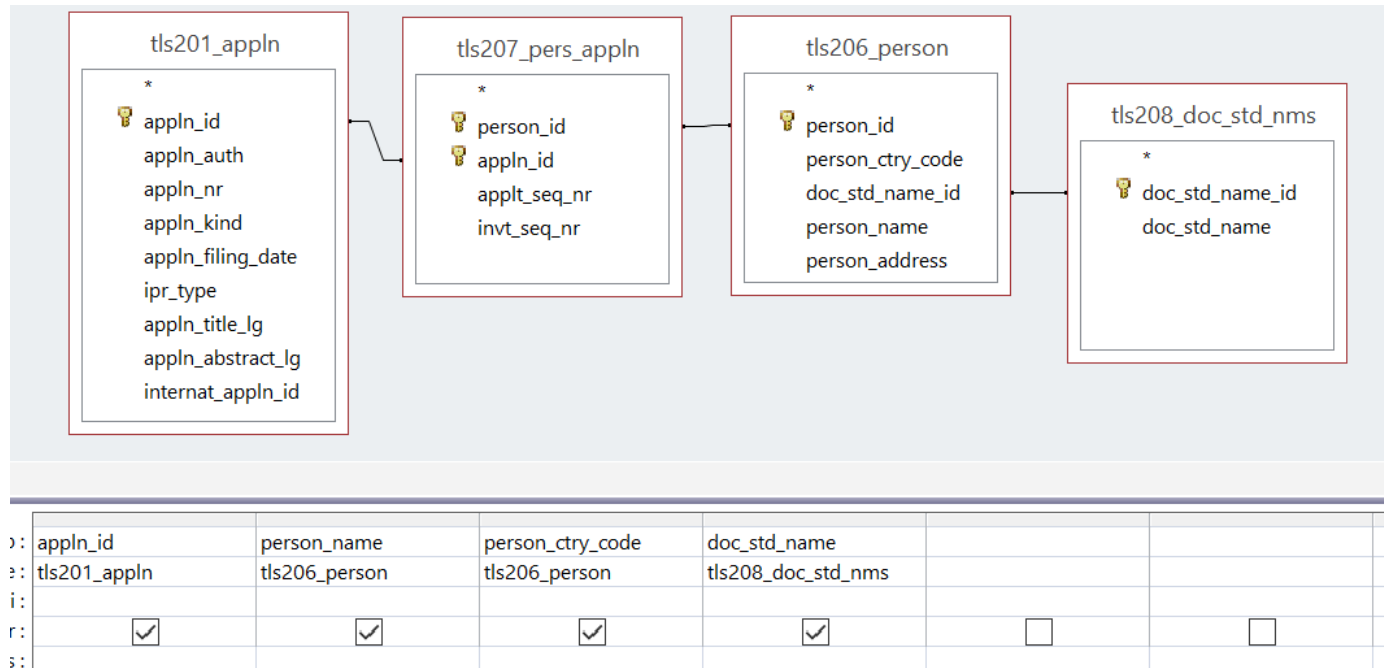 tls201_appln
*
appln_id
appln_auth
appln_nr
appln_kind
appln_filing_date
ipr_type
appln_title_lg
appln_abstract_lg
internat_appln_id
tls207_pers_appln
*
person_id
appln_id
applt_seq_nr
invt_seq_nr
tls206_person
*
person_id
person_ctry_code
doc_std_name_id
person_name
person_address
tls208_doc_std_nms
*
doc_std_name_id
doc_std_name
appln_id person_name person_ctry_code doc_std_name
e: tls201_appln tls206_person tls206_person tls208_doc_std_nms
i:
r:
s: